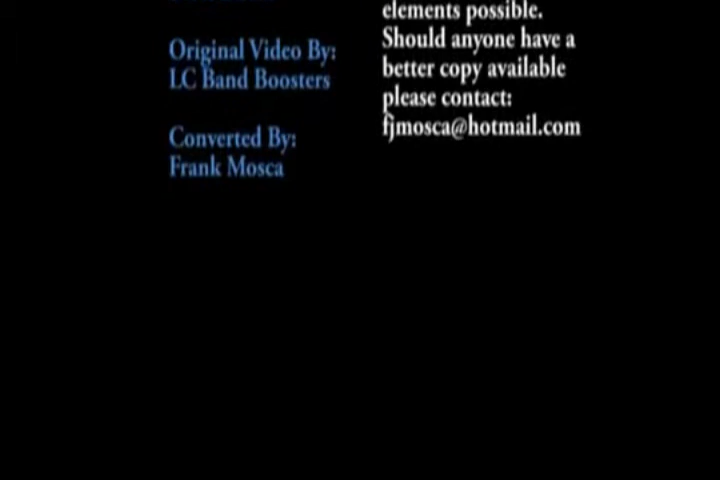 Original Video By:
LC Band Boosters
Converted By:
Frank Mosca
elements possible.
Should anyone have a
better copy available
please contact:
fjmosca@hotmail.com